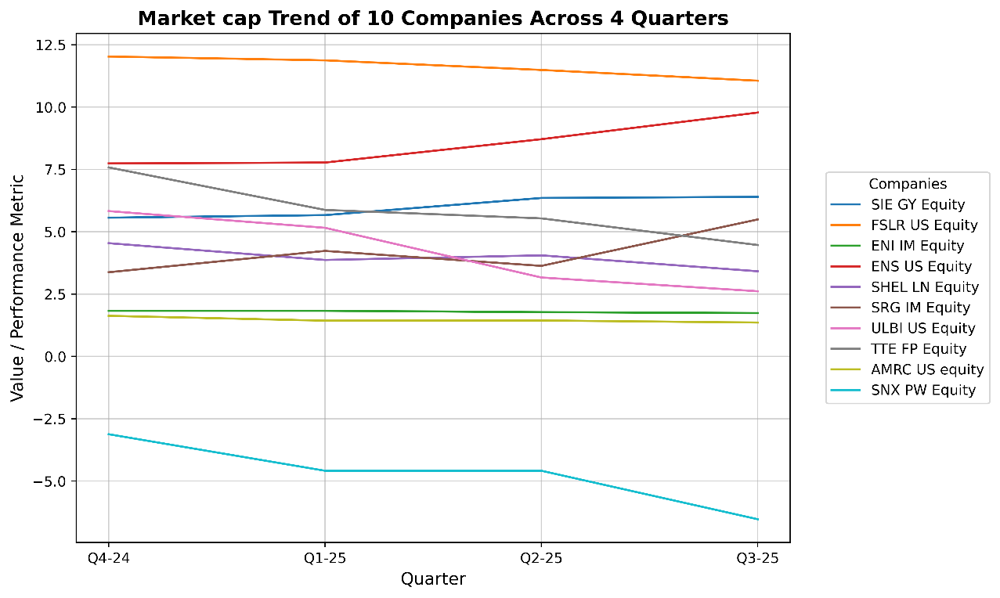 Market cap Trend of 10 Companies Across 4 Quarters
Value / Performance Metric
12.5
10.0
7.5
5.0
2.5
0.0
−2.5
−5.0
Q4-24
Q1-25
Q2-25
Q3-25
Quarter
Companies
SIE GY Equity
FSLR US Equity
ENI IM Equity
ENS US Equity
SHEL LN Equity
SRG IM Equity
ULBI US Equity
TTE FP Equity
AMRC US equity
SNX PW Equity